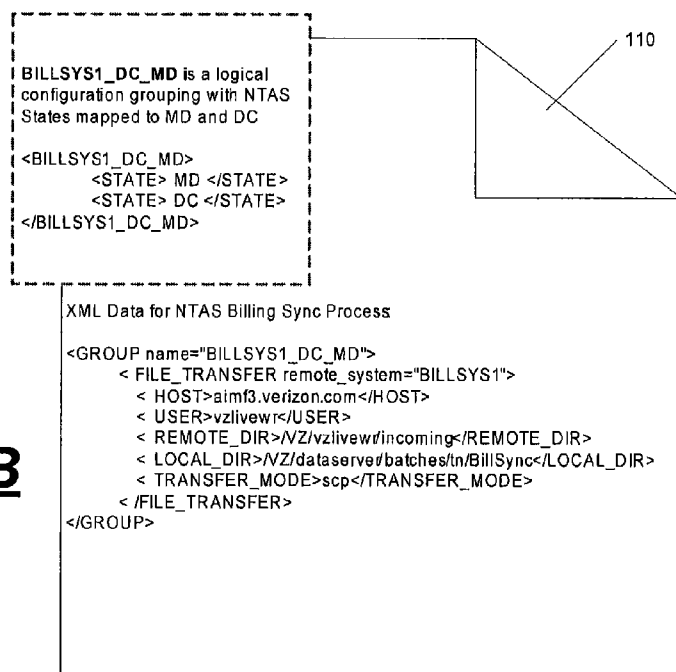 110
BILLSYS1_DC_MD is a logical
configuration grouping with NTAS
States mapped to MD and DC
<BILLSYS1_DC_MD>
<STATE> MD </STATE>
<STATE> DC </STATE>
</BILLSYS1_DC_MD>
XML Data for NTAS Billing Sync Process
<GROUP name="BILLSYS1_DC_MD">
< FILE_TRANSFER remote_system="BILLSYS1">
< HOST>aimf3.verizon.com</HOST>
< USER>vzlivewr</USER>
< REMOTE_DIR>/VZ/vzlivewr/incoming</REMOTE_DIR>
< LOCAL_DIR>/VZ/dataserver/batches/tn/BillSync</LOCAL_DIR>
< TRANSFER_MODE>scp</TRANSFER_MODE>
< /FILE_TRANSFER>
</GROUP>
3